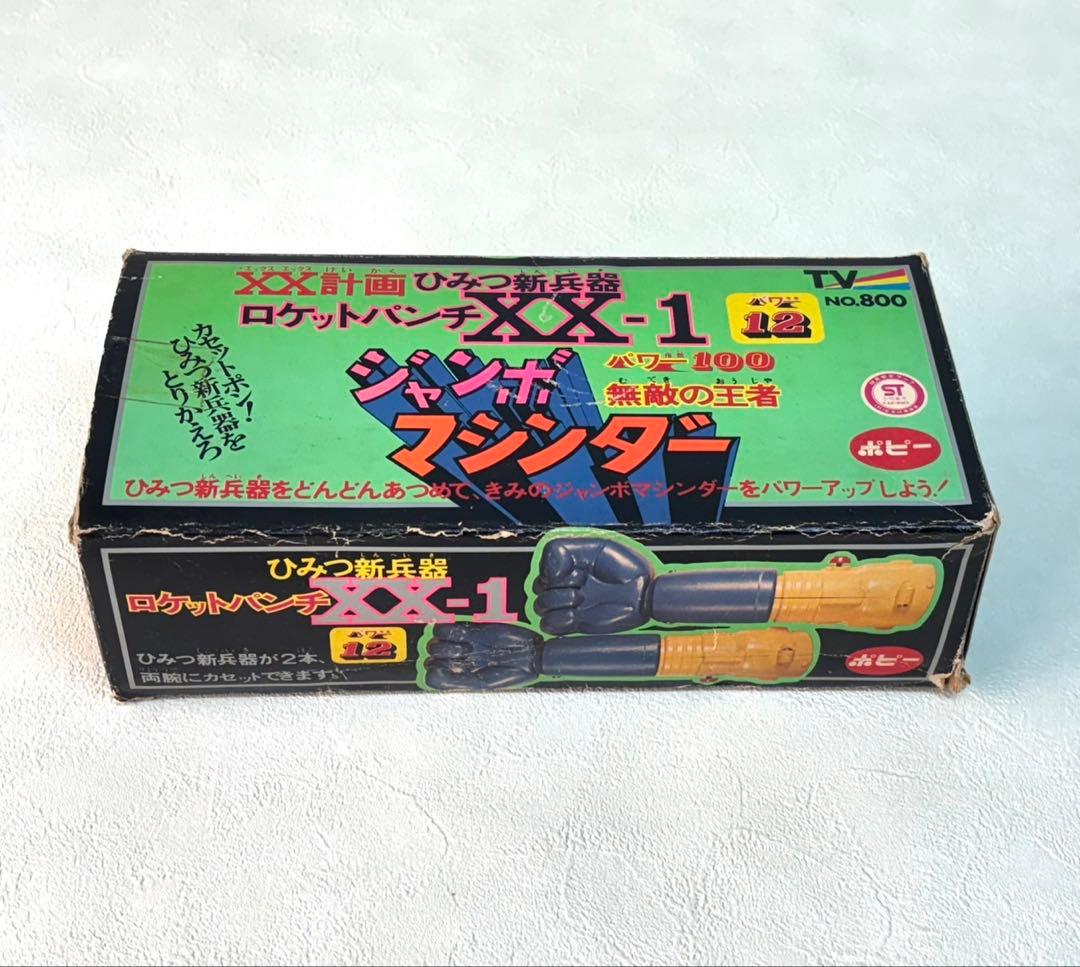 XX計画 ひみつ新兵器
ロケットパンチXX-1
パワー
12
TV
NO.800
カセットポン!
ひみつ新兵器を
とりかえろ
パワー指数100
無敵の王者
ジャンボ
マシンダー
ST
ポピー
ひみつ新兵器をどんどんあつめて、きみのジャンボマシンダーをパワーアップしよう!
ひみつ新兵器
ロケットパンチXX-1
パワー
12
ひみつ新兵器が2本、
両腕にカセットできます。
ポピー